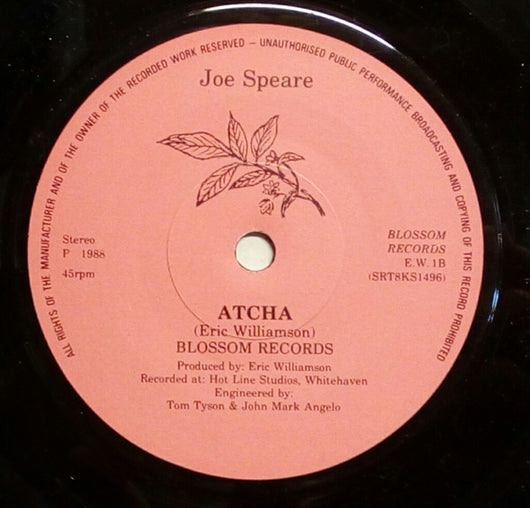 ALL RIGHTS OF THE MANUFACTURER AND OF THE OWNER OF THE RECORDED WORK RESERVED – UNAUTHORISED PUBLIC PERFORMANCE BROADCASTING AND COPYING OF THIS RECORD PROHIBITED
Joe Speare
Stereo
P 1988
45rpm
BLOSSOM
RECORDS
E.W. 1B
(SRT8KS1496)
ATCHA
(Eric Williamson)
BLOSSOM RECORDS
Produced by: Eric Williamson
Recorded at: Hot Line Studios, Whitehaven
Engineered by:
Tom Tyson & John Mark Angelo